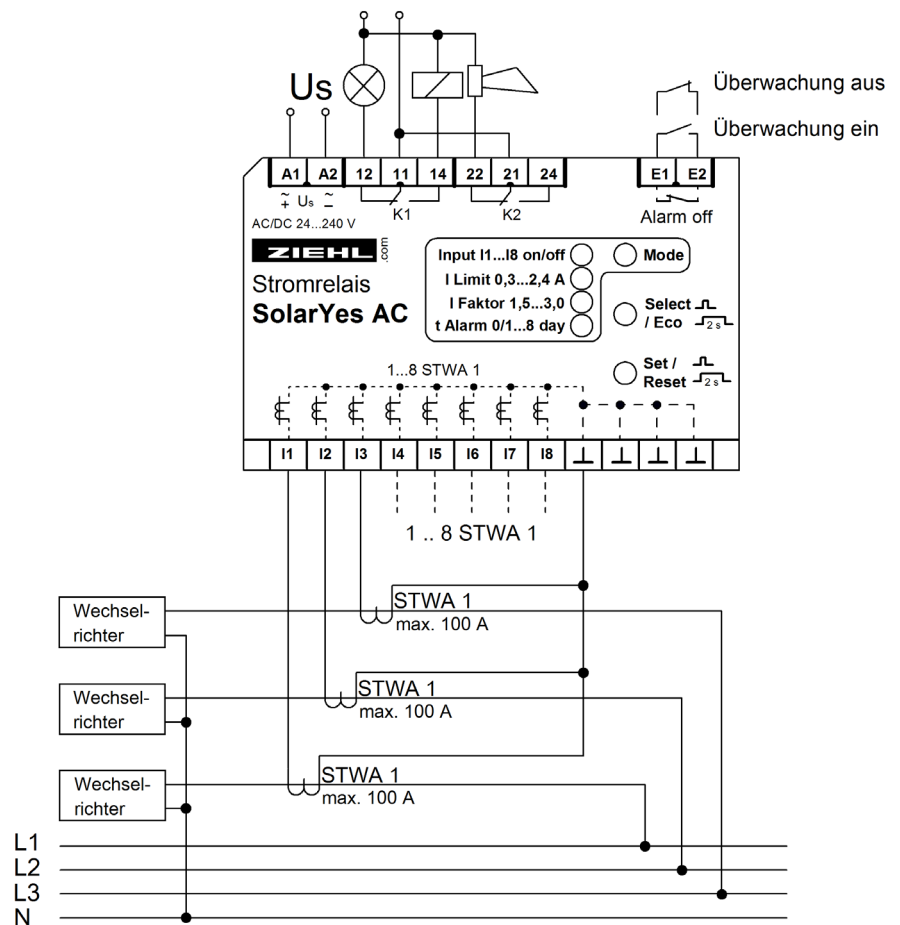 Us
Überwachung aus
Überwachung ein
A1 A2 12 11 14 22 21 24 E1 E2
~ Us ~
+ –
K1 K2 Alarm off
AC/DC 24...240 V
ZIEHL.com
Stromrelais
SolarYes AC
Input I1...I8 on/off
I Limit 0,3...2,4 A
I Faktor 1,5...3,0
t Alarm 0/1...8 day
Mode
Select
/ Eco 2 s
Set /
Reset 2 s
1...8 STWA 1
I1 I2 I3 I4 I5 I6 I7 I8
1 .. 8 STWA 1
Wechsel-
richter
STWA 1
max. 100 A
Wechsel-
richter
STWA 1
max. 100 A
Wechsel-
richter
STWA 1
max. 100 A
L1
L2
L3
N